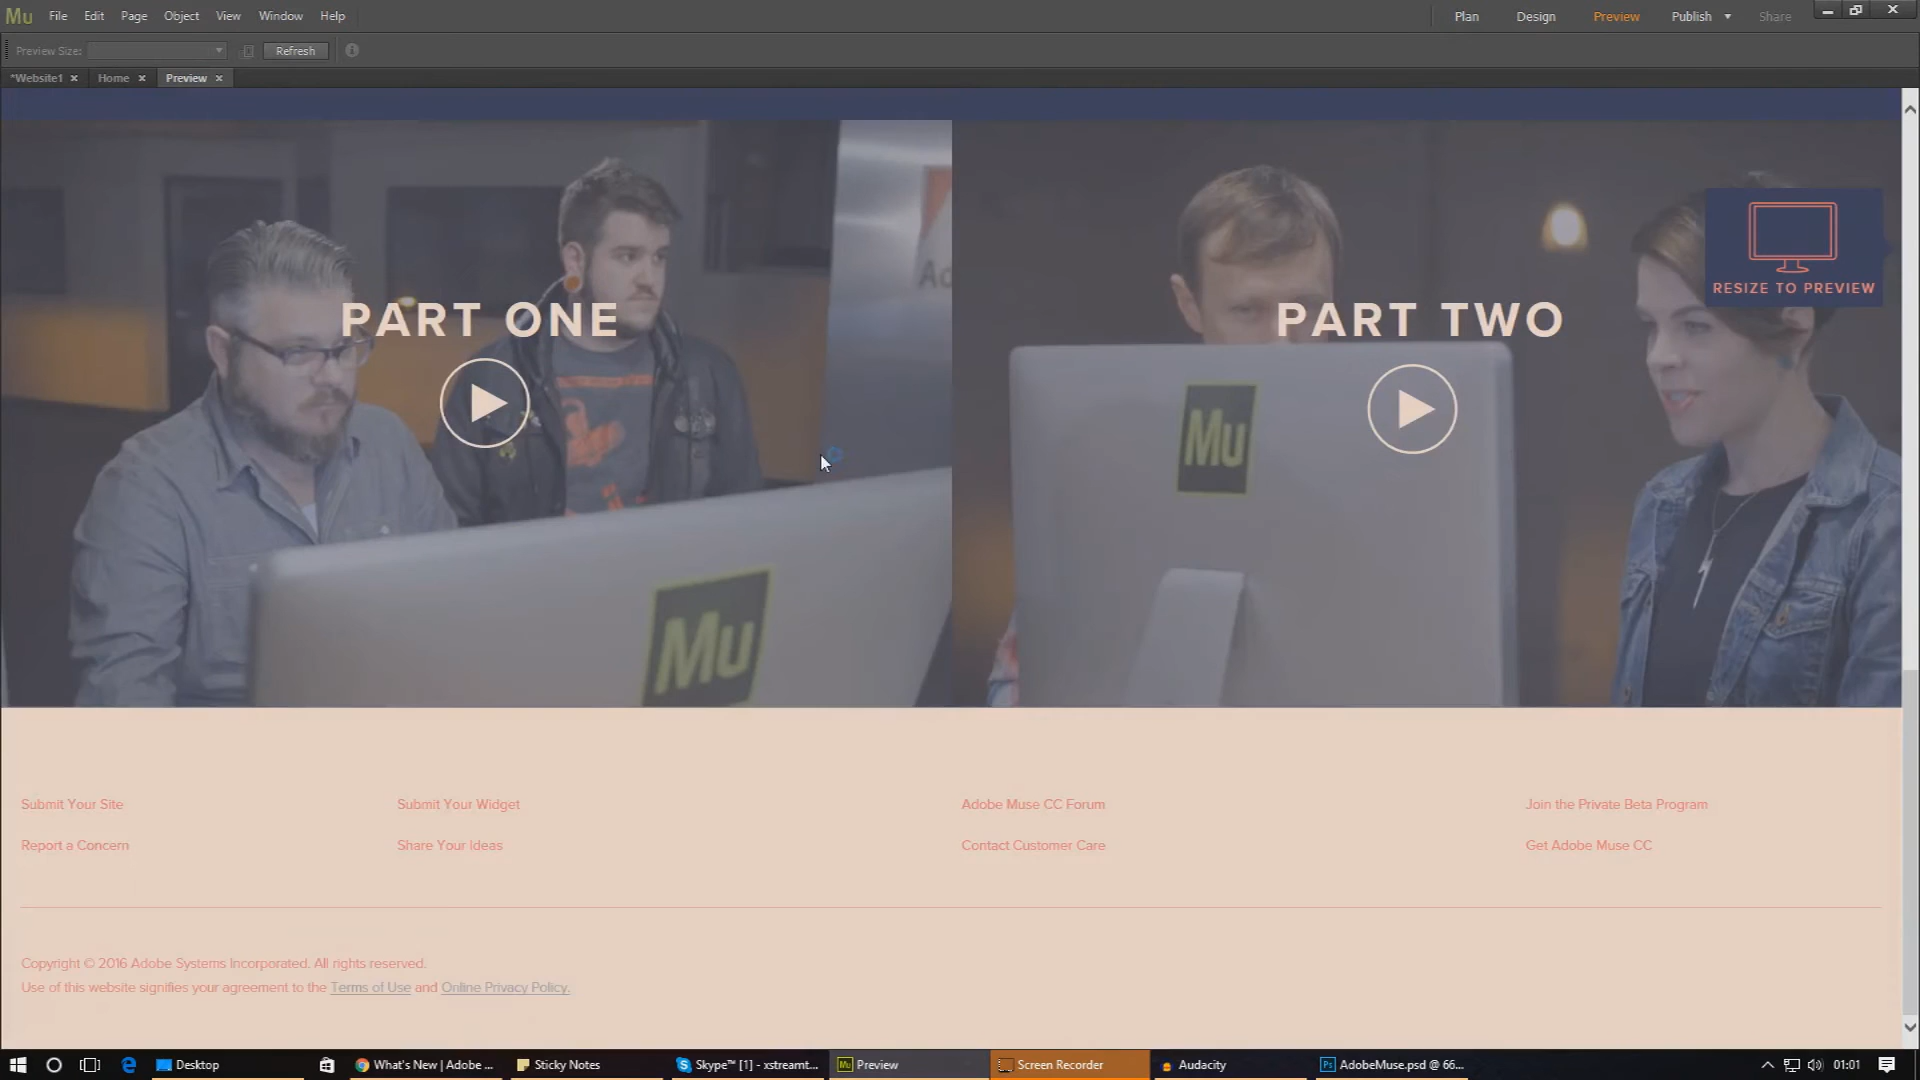 Mu File Edit Page Object View Window Help Plan Design Preview Publish Share
Preview Size: Refresh
*Website1 Home Preview
PART ONE
PART TWO
RESIZE TO PREVIEW
Mu
Mu
Submit Your Site Submit Your Widget Adobe Muse CC Forum Join the Private Beta Program
Report a Concern Share Your Ideas Contact Customer Care Get Adobe Muse CC
Copyright © 2016 Adobe Systems Incorporated. All rights reserved.
Use of this website signifies your agreement to the Terms of Use and Online Privacy Policy.
Desktop What's New | Adobe ... Sticky Notes Skype™ [1] - xstreamt... Mu Preview Screen Recorder Audacity Ps AdobeMuse.psd @ 66... 01:01